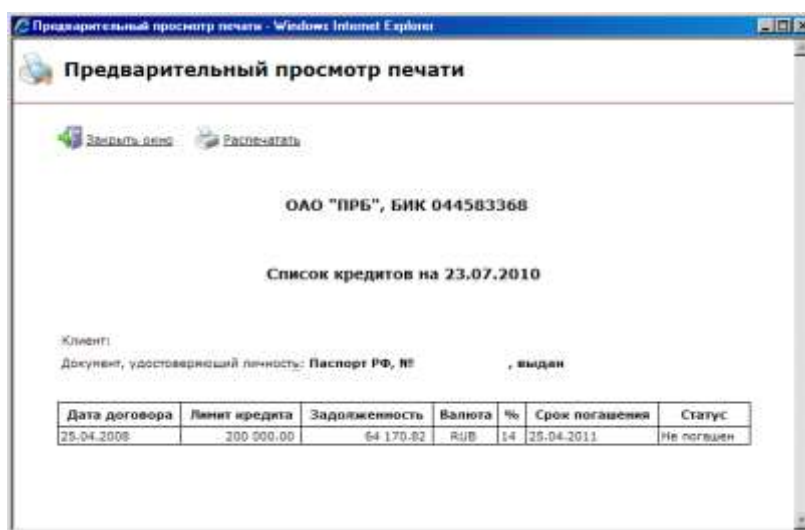 Предварительный просмотр печати - Windows Internet Explorer
Предварительный просмотр печати
Закрыть окно Распечатать
ОАО "ПРБ", БИК 044583368
Список кредитов на 23.07.2010
Клиент:
Документ, удостоверяющий личность: Паспорт РФ, № , выдан
Дата договора Лимит кредита Задолженность Валюта % Срок погашения Статус
25.04.2008 200 000.00 64 170.82 RUB 14 25.04.2011 Не погашен